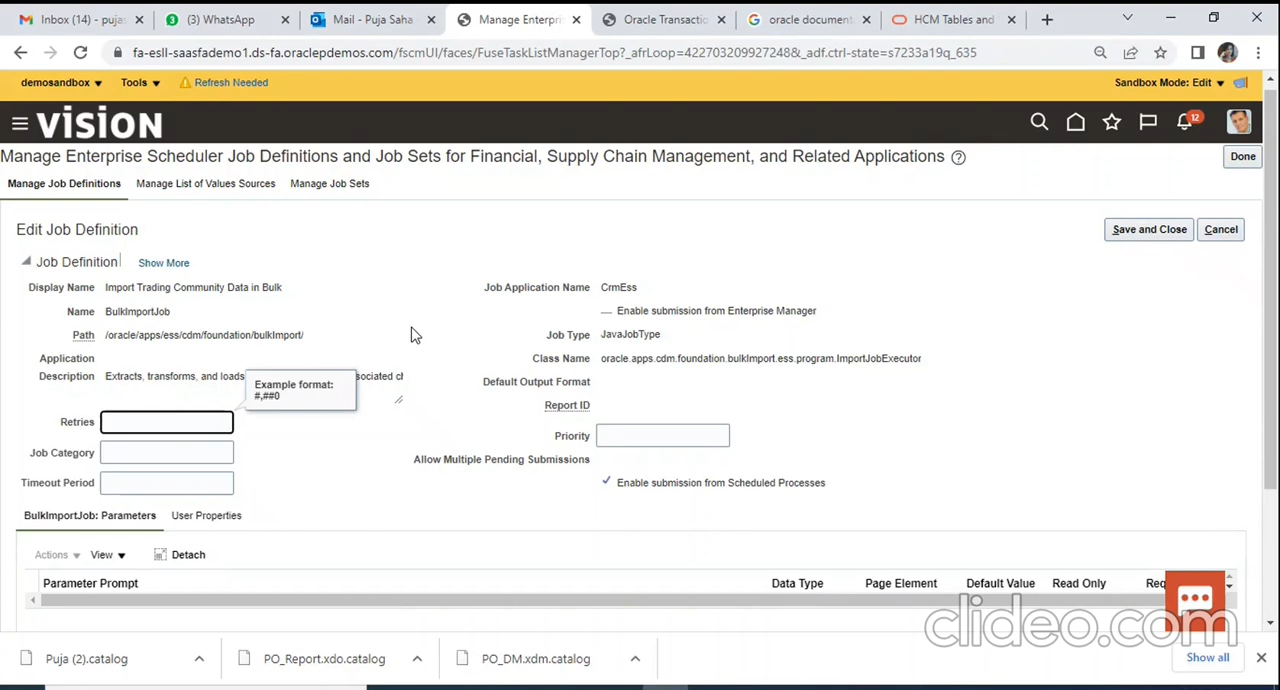 Inbox (14) - pujas
(3) WhatsApp
Mail - Puja Saha
Manage Enterpri
Oracle Transactio
oracle document
HCM Tables and
fa-esll-saasfademo1.ds-fa.oraclepdemos.com/fscmUI/faces/FuseTaskListManagerTop?_afrLoop=422703209927248&_adf.ctrl-state=s7233a19q_635
demosandbox
Tools
Refresh Needed
Sandbox Mode: Edit
VISION
12
Manage Enterprise Scheduler Job Definitions and Job Sets for Financial, Supply Chain Management, and Related Applications
Done
Manage Job Definitions
Manage List of Values Sources
Manage Job Sets
Edit Job Definition
Save and Close
Cancel
Job Definition
Show More
Display Name
Import Trading Community Data in Bulk
Job Application Name
CrmEss
Name
BulkImportJob
Enable submission from Enterprise Manager
Path
/oracle/apps/ess/cdm/foundation/bulkImport/
Job Type
JavaJobType
Application
Class Name
oracle.apps.cdm.foundation.bulkImport.ess.program.ImportJobExecutor
Description
Extracts, transforms, and loads
sociated ch
Default Output Format
Example format:
#,##0
Report ID
Retries
Priority
Job Category
Allow Multiple Pending Submissions
Timeout Period
Enable submission from Scheduled Processes
BulkImportJob: Parameters
User Properties
Actions
View
Detach
Parameter Prompt
Data Type
Page Element
Default Value
Read Only
Req
clideo.com
Puja (2).catalog
PO_Report.xdo.catalog
PO_DM.xdm.catalog
Show all